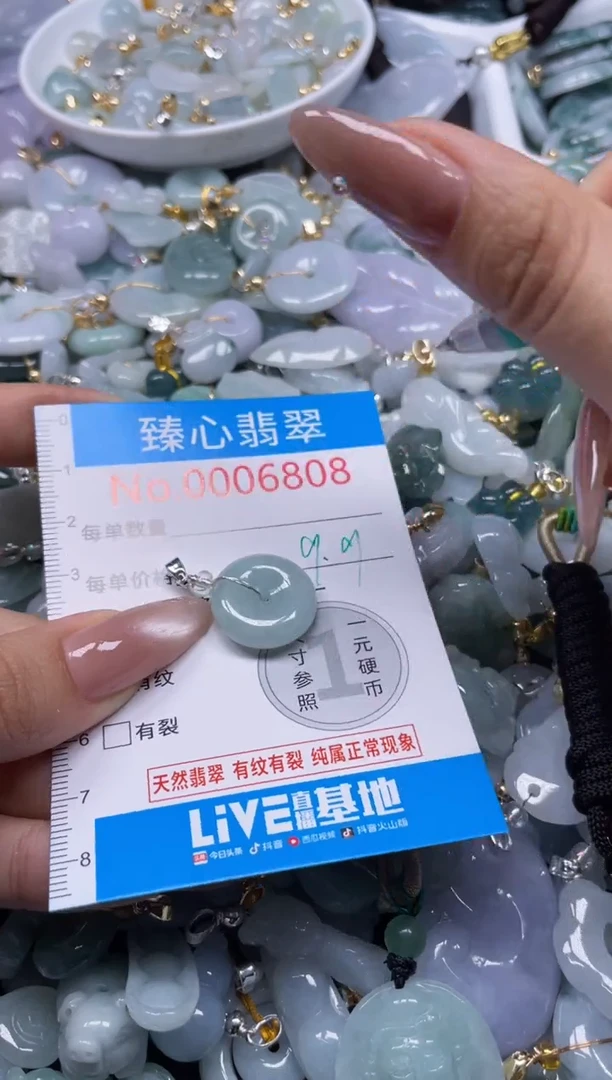 臻心翡翠
No.0006808
每单数量
9.9
每单价格
1
一元硬币
寸参照
有纹
有裂
天然翡翠 有纹有裂 纯属正常现象
LIVE直播基地
今日头条 抖音 西瓜视频 抖音火山版
0
1
2
3
6
7
8